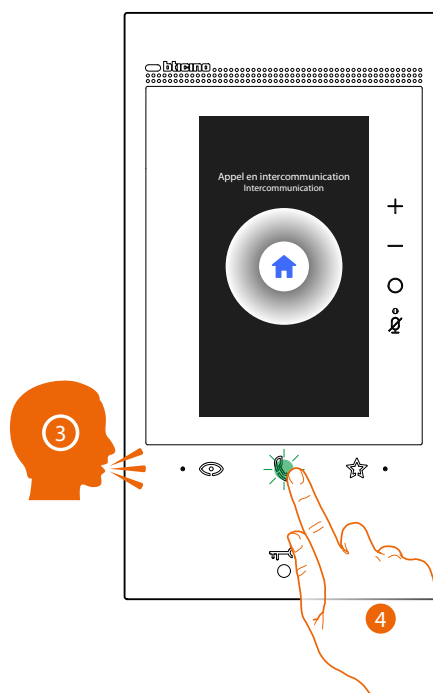 bticino
Appel en intercommunication
Intercommunication
3
4